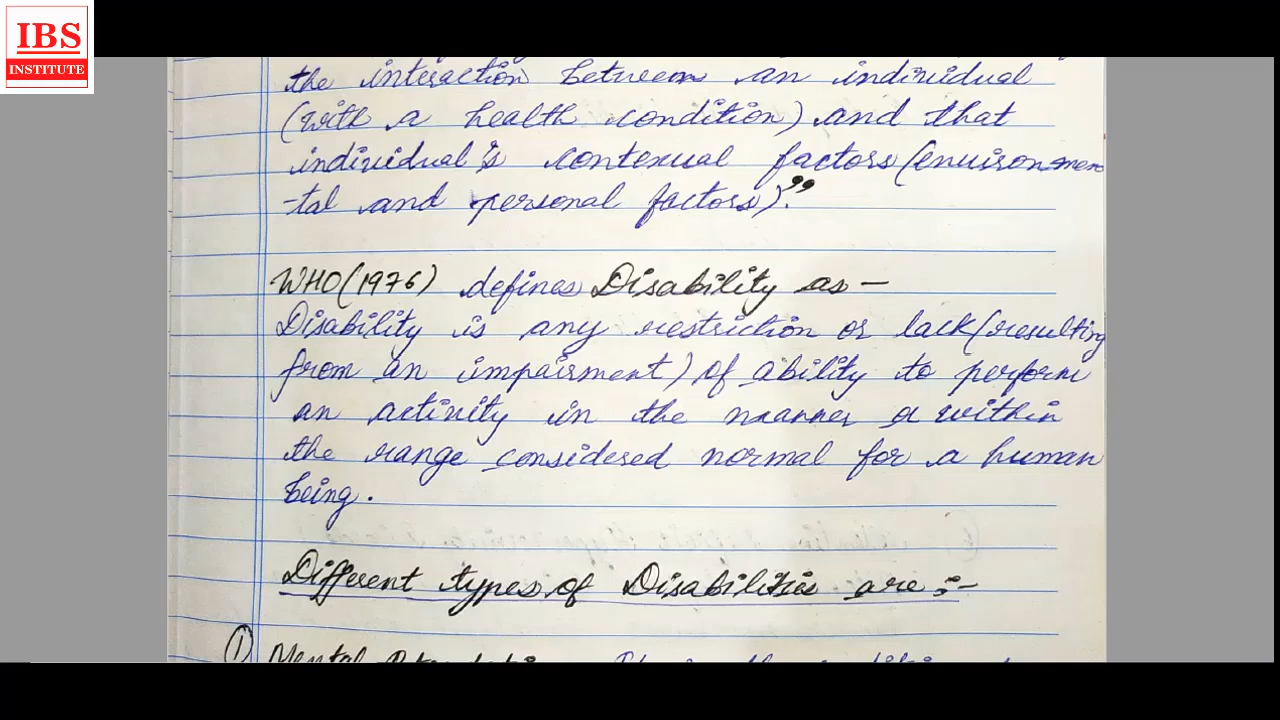 IBS
INSTITUTE
the interaction between an individual
(with a health condition) and that
individual's contexual factors (environmen
-tal and personal factors)."
WHO (1976) defines Disability as -
Disability is any restriction or lack (resulting
from an impairment) of ability to perform
an activity in the manner or within
the range considered normal for a human
being.
Different types of Disabilities are :-
① Mental